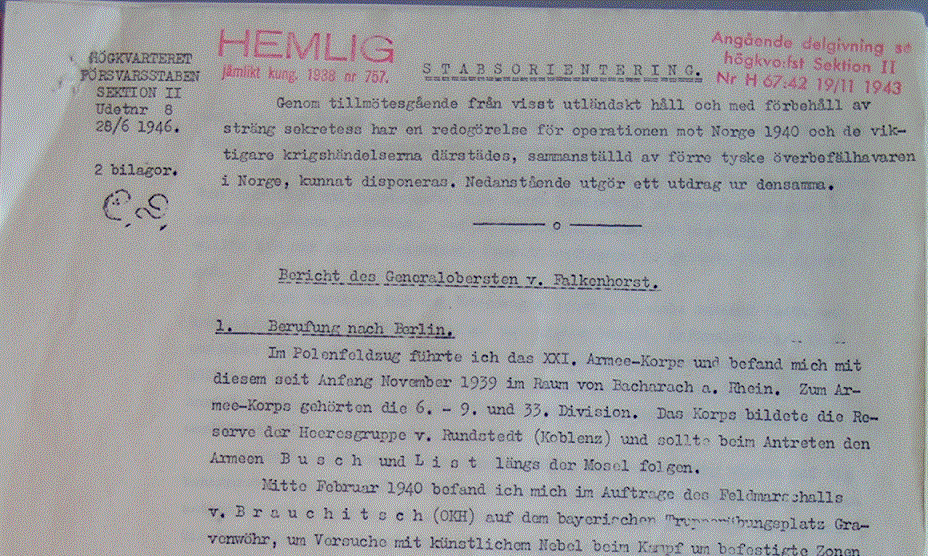 HÖGKVARTERET
FÖRSVARSSTABEN
SEKTION II
Udetnr 8
28/6 1946.
2 bilagor.
HEMLIG
jämlikt kung. 1938 nr 757.
STABSORIENTERING.
Angående delgivning se
högkv:fst Sektion II
Nr H 67:42 19/11 1943
Genom tillmötesgående från visst utländskt håll och med förbehåll av
sträng sekretess har en redogörelse för operationen mot Norge 1940 och de vik-
tigare krigshändelserna därstädes, sammanställd av förre tyske överbefälhavaren
i Norge, kunnat disponeras. Nedanstående utgör ett utdrag ur densamma.
Bericht des Generalobersten v. Falkenhorst.
1. Berufung nach Berlin.
Im Polenfeldzug führte ich das XXI. Armee-Korps und befand mich mit
diesem seit Anfang November 1939 im Raum von Bacharach a. Rhein. Zum Ar-
mee-Korps gehörten die 6. - 9. und 33. Division. Das Korps bildete die Re-
serve der Heeresgruppe v. Rundstedt (Koblenz) und sollte beim Antreten den
Armeen B u s c h und L i s t längs der Mosel folgen.
Mitte Februar 1940 befand ich mich im Auftrage des Feldmarschalls
v. B r a u c h i t s c h (OKH) auf dem bayerischen Truppenübungsplatz Gra-
venwöhr, um Versuche mit künstlichem Nebel beim Kampf um befestigte Zonen